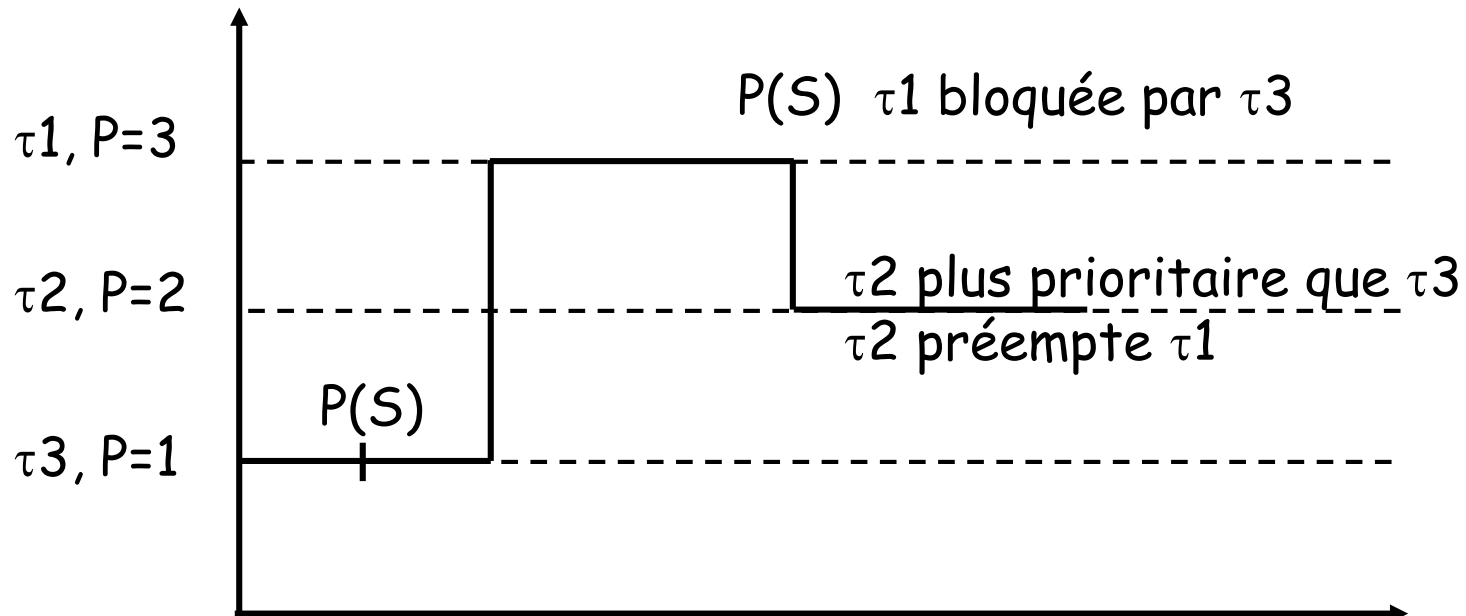 P(S) τ1 bloquée par τ3
τ1, P=3
τ2 plus prioritaire que τ3
τ2, P=2
τ2 préempte τ1
P(S)
τ3, P=1